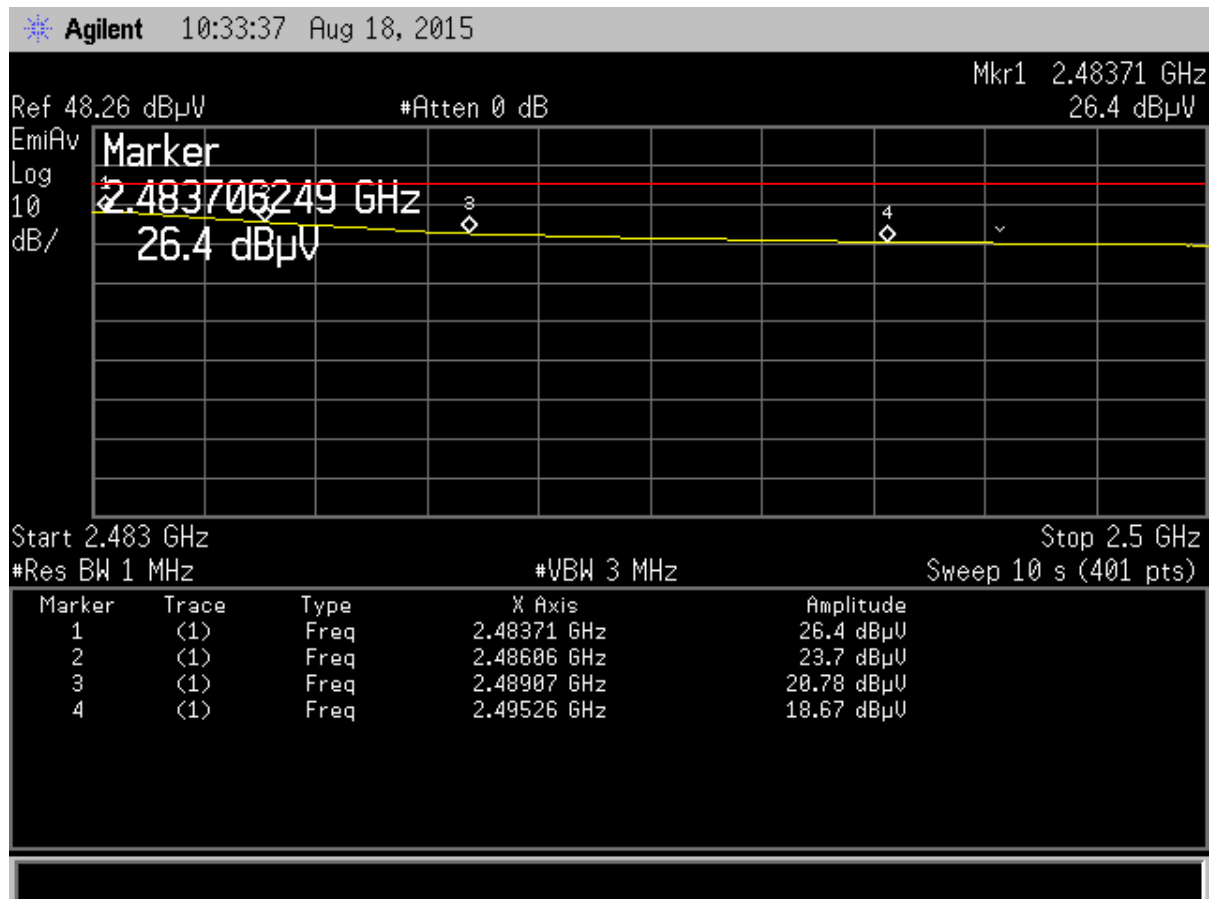 Agilent 10:33:37 Aug 18, 2015
Mkr1 2.48371 GHz
Ref 48.26 dBµV #Atten 0 dB 26.4 dBµV
EmiAv
Log
10
dB/
Marker
2.483706249 GHz
26.4 dBµV
1
3
4
Start 2.483 GHz Stop 2.5 GHz
#Res BW 1 MHz #VBW 3 MHz Sweep 10 s (401 pts)
Marker Trace Type X Axis Amplitude
1 (1) Freq 2.48371 GHz 26.4 dBµV
2 (1) Freq 2.48606 GHz 23.7 dBµV
3 (1) Freq 2.48907 GHz 20.78 dBµV
4 (1) Freq 2.49526 GHz 18.67 dBµV